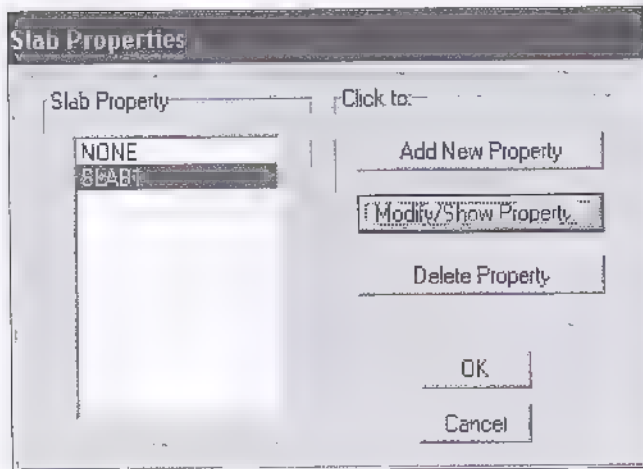 Slab Properties
Slab Property
NONE
SLAB1
Click to:
Add New Property
Modify/Show Property
Delete Property
OK
Cancel